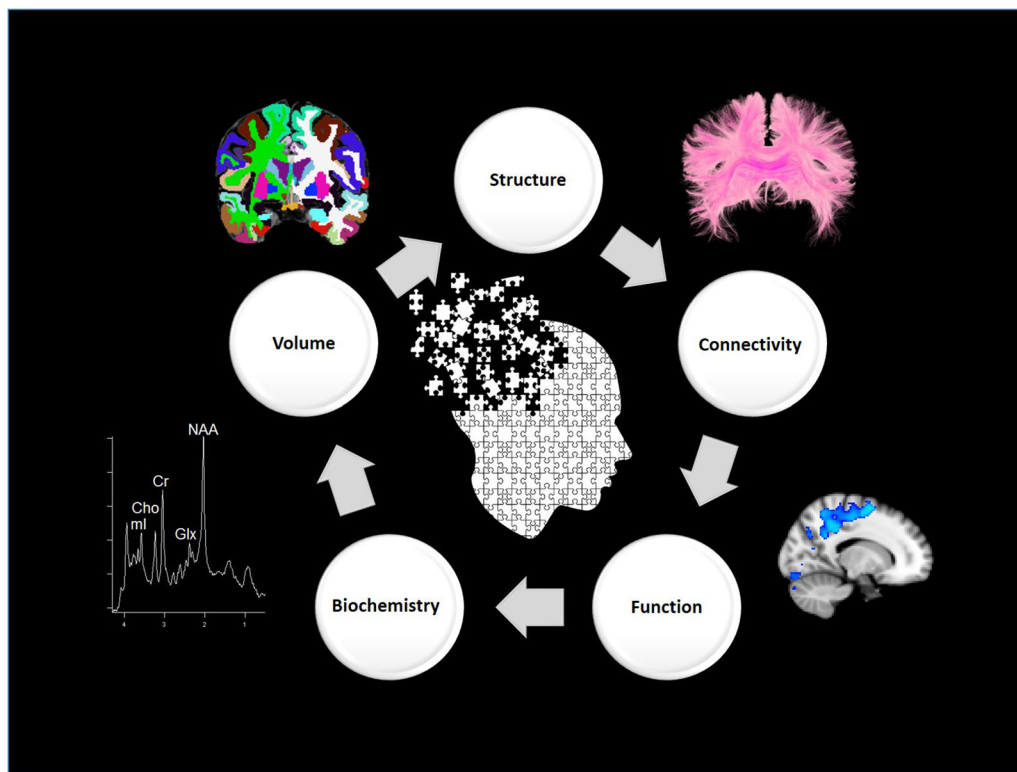 Structure
Volume
Connectivity
NAA
Cr
Cho
mI
Glx
4 3 2 1
Biochemistry
Function